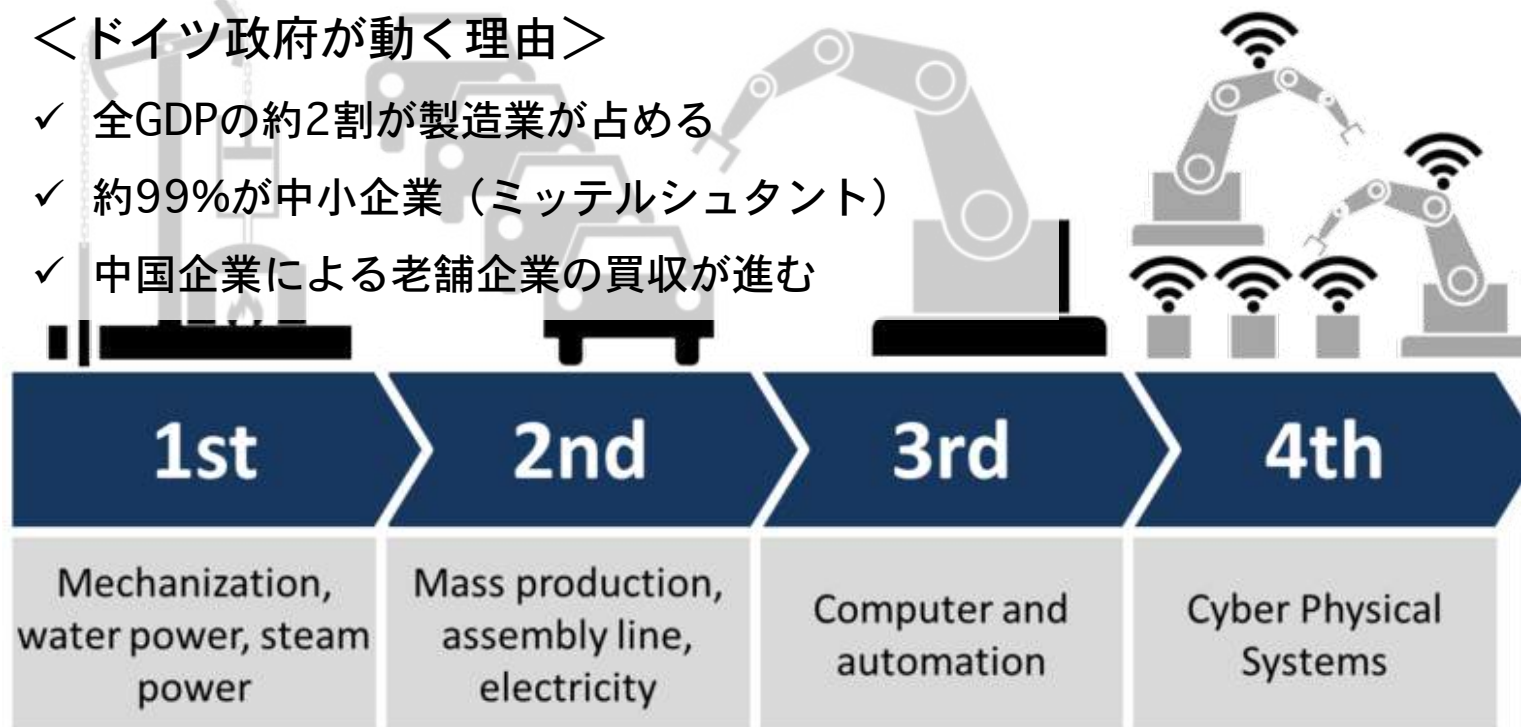 ＜ドイツ政府が動く理由＞
✓ 全GDPの約2割が製造業が占める
✓ 約99%が中小企業（ミッテルシュタント）
✓ 中国企業による老舗企業の買収が進む
1st
2nd
3rd
4th
Mechanization,
water power, steam
power
Mass production,
assembly line,
electricity
Computer and
automation
Cyber Physical
Systems